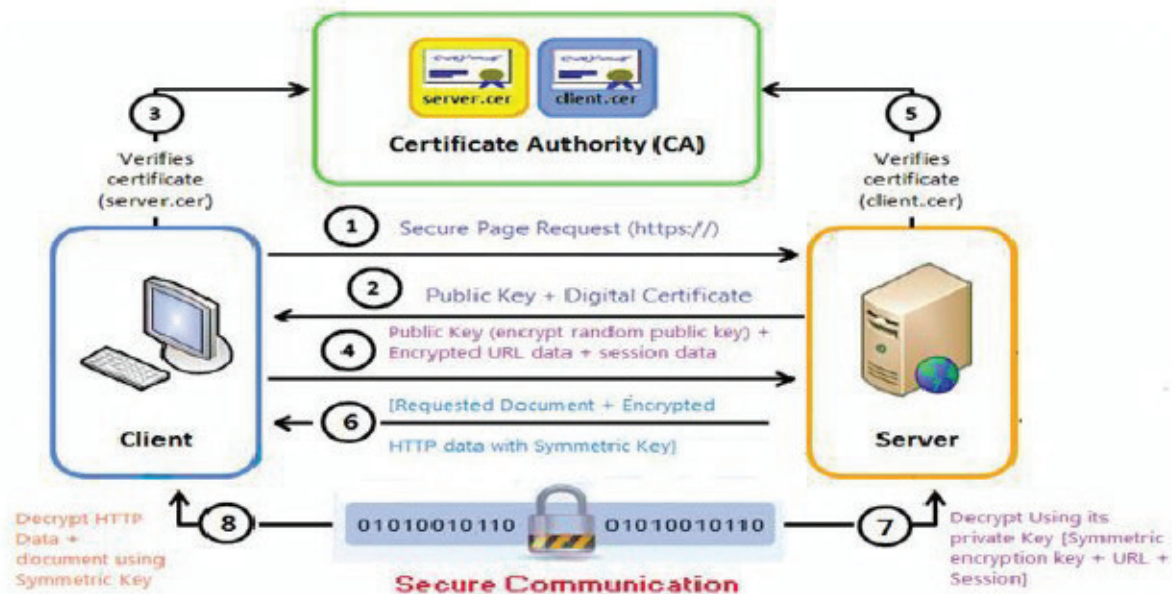 server.cer
client.cer
Certificate Authority (CA)
3
Verifies
certificate
(server.cer)
5
Verifies
certificate
(client.cer)
1
Secure Page Request (https://)
2
Public Key + Digital Certificate
4
Public Key (encrypt random public key) +
Encrypted URL data + session data
6
[Requested Document + Encrypted
HTTP data with Symmetric Key]
Client
Server
8
Decrypt HTTP
Data +
document using
Symmetric Key
01010010110
01010010110
7
Decrypt Using its
private Key [Symmetric
encryption key + URL +
Session]
Secure Communication